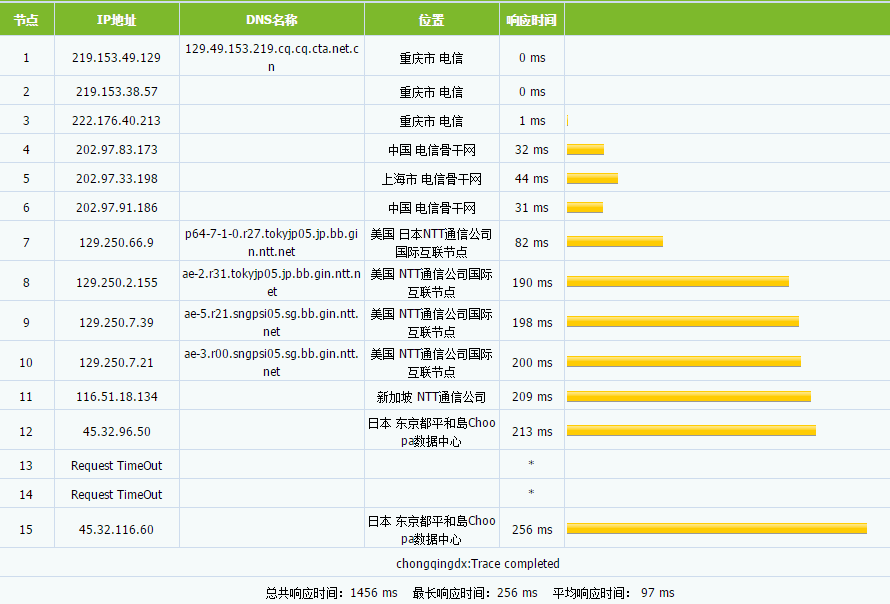 节点 IP地址 DNS名称 位置 响应时间
1 219.153.49.129 129.49.153.219.cq.cq.cta.net.c
n 重庆市 电信 0 ms
2 219.153.38.57 重庆市 电信 0 ms
3 222.176.40.213 重庆市 电信 1 ms
4 202.97.83.173 中国 电信骨干网 32 ms
5 202.97.33.198 上海市 电信骨干网 44 ms
6 202.97.91.186 中国 电信骨干网 31 ms
7 129.250.66.9 p64-7-1-0.r27.tokyjp05.jp.bb.gi
n.ntt.net 美国 日本NTT通信公司
国际互联节点 82 ms
8 129.250.2.155 ae-2.r31.tokyjp05.jp.bb.gin.ntt.n
et 美国 NTT通信公司国际
互联节点 190 ms
9 129.250.7.39 ae-5.r21.sngpsi05.sg.bb.gin.ntt.
net 美国 NTT通信公司国际
互联节点 198 ms
10 129.250.7.21 ae-3.r00.sngpsi05.sg.bb.gin.ntt.
net 美国 NTT通信公司国际
互联节点 200 ms
11 116.51.18.134 新加坡 NTT通信公司 209 ms
12 45.32.96.50 日本 东京都平和島Choo
pa数据中心 213 ms
13 Request TimeOut *
14 Request TimeOut *
15 45.32.116.60 日本 东京都平和島Choo
pa数据中心 256 ms
chongqingdx:Trace completed
总共响应时间：1456 ms 最长响应时间：256 ms 平均响应时间： 97 ms